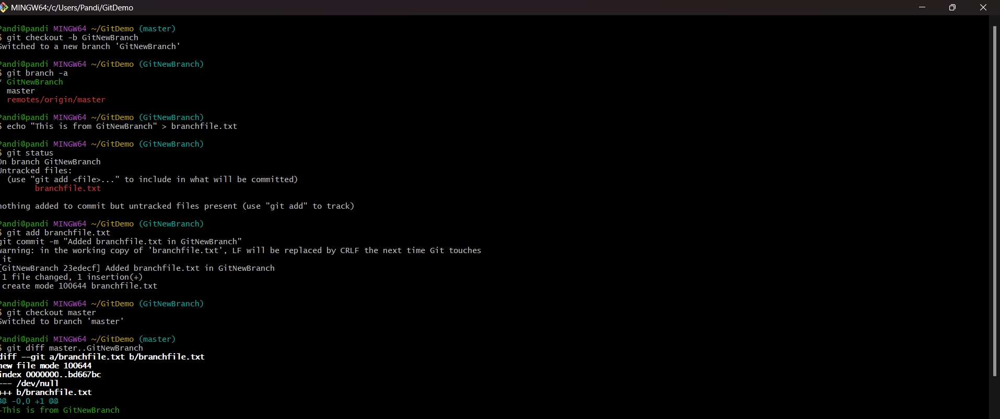 MINGW64:/c/Users/Pandi/GitDemo
Pandi@pandi MINGW64 ~/GitDemo (master)
$ git checkout -b GitNewBranch
Switched to a new branch 'GitNewBranch'
Pandi@pandi MINGW64 ~/GitDemo (GitNewBranch)
$ git branch -a
* GitNewBranch
master
remotes/origin/master
Pandi@pandi MINGW64 ~/GitDemo (GitNewBranch)
$ echo "This is from GitNewBranch" > branchfile.txt
Pandi@pandi MINGW64 ~/GitDemo (GitNewBranch)
$ git status
On branch GitNewBranch
Untracked files:
(use "git add <file>..." to include in what will be committed)
branchfile.txt
nothing added to commit but untracked files present (use "git add" to track)
Pandi@pandi MINGW64 ~/GitDemo (GitNewBranch)
$ git add branchfile.txt
git commit -m "Added branchfile.txt in GitNewBranch"
warning: in the working copy of 'branchfile.txt', LF will be replaced by CRLF the next time Git touches
it
[GitNewBranch 23edecf] Added branchfile.txt in GitNewBranch
1 file changed, 1 insertion(+)
create mode 100644 branchfile.txt
Pandi@pandi MINGW64 ~/GitDemo (GitNewBranch)
$ git checkout master
Switched to branch 'master'
Pandi@pandi MINGW64 ~/GitDemo (master)
$ git diff master..GitNewBranch
diff --git a/branchfile.txt b/branchfile.txt
new file mode 100644
index 0000000..bd667bc
--- /dev/null
+++ b/branchfile.txt
@@ -0,0 +1 @@
+This is from GitNewBranch